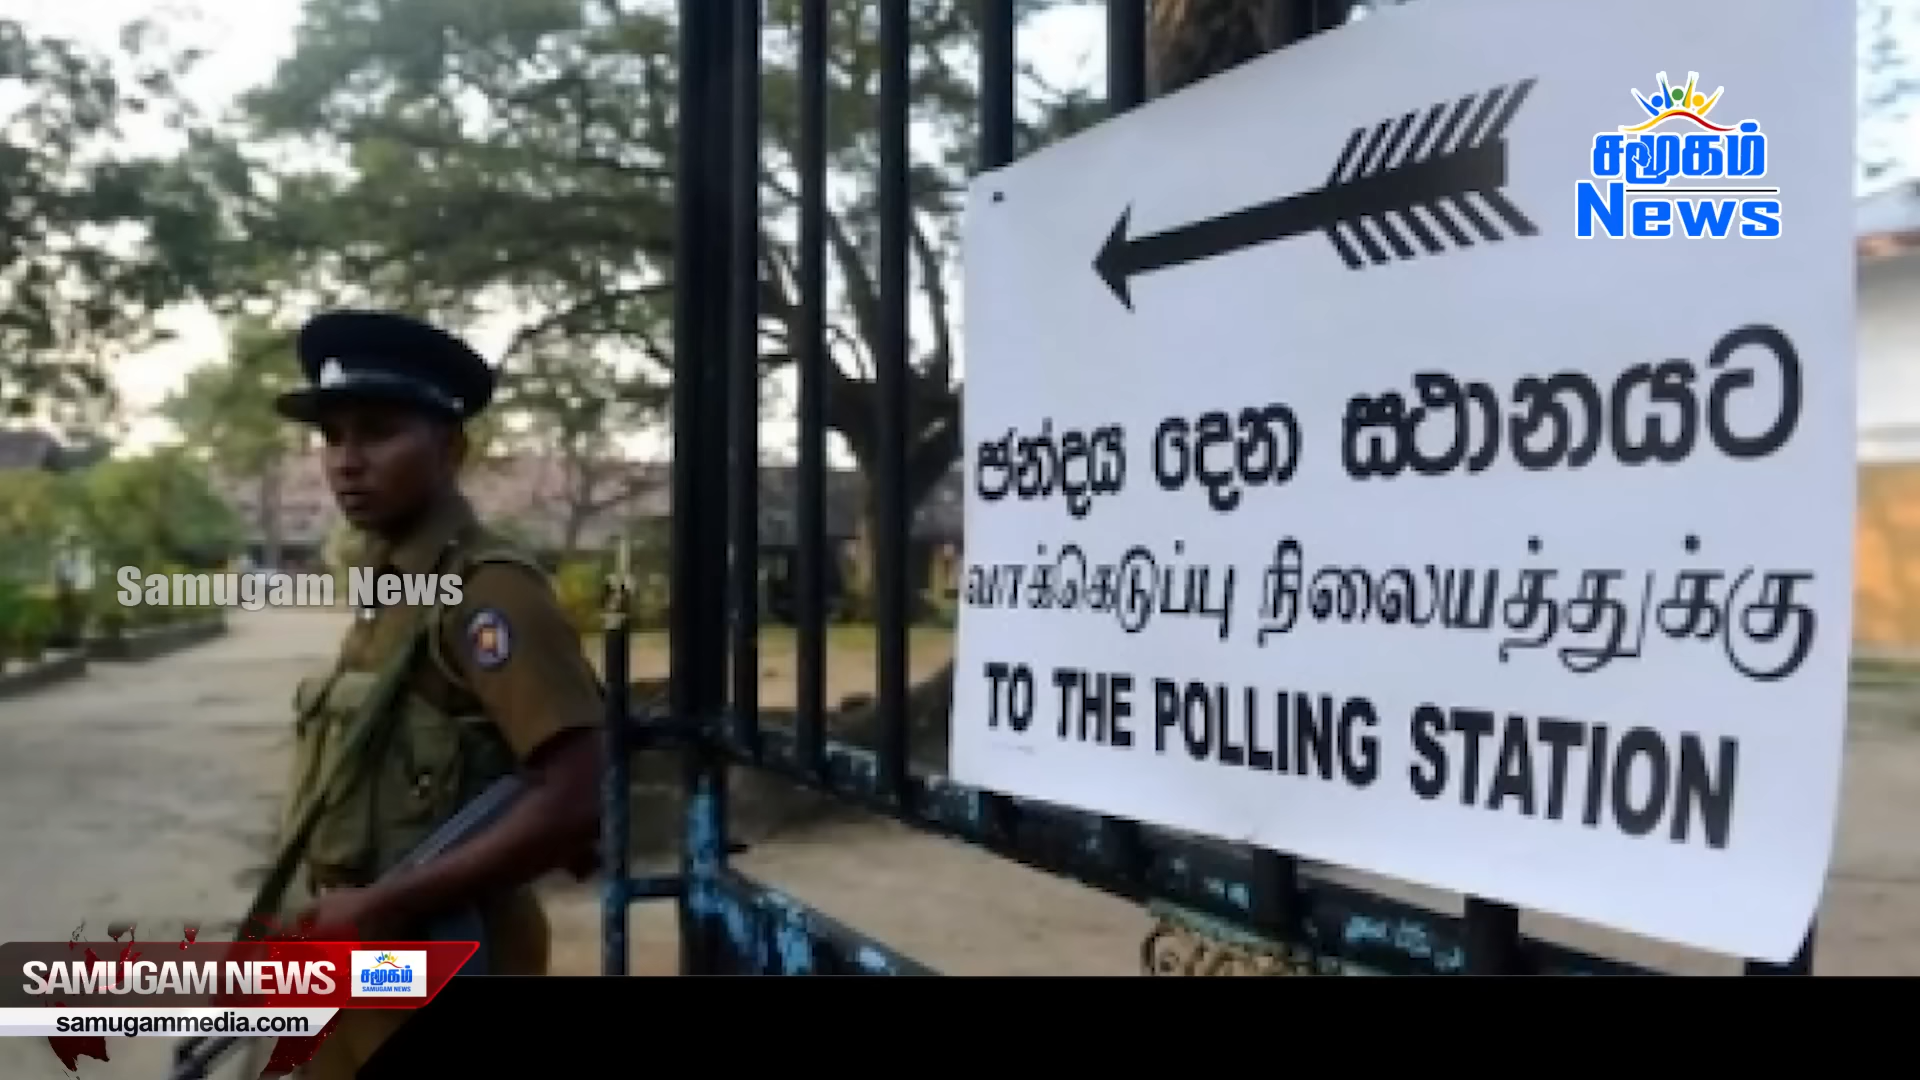 சமூகம்
News
ඡන්දය දෙන ස්ථානයට
வாக்கெடுப்பு நிலையத்துக்கு
TO THE POLLING STATION
Samugam News
SAMUGAM NEWS
சமூகம்
SAMUGAM NEWS
samugammedia.com